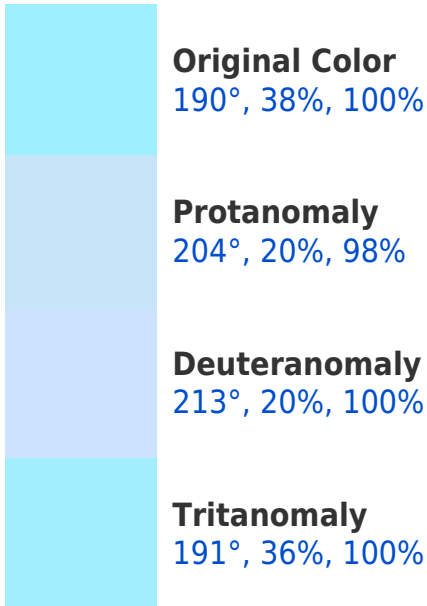 Original Color
190°, 38%, 100%
Protanomaly
204°, 20%, 98%
Deuteranomaly
213°, 20%, 100%
Tritanomaly
191°, 36%, 100%